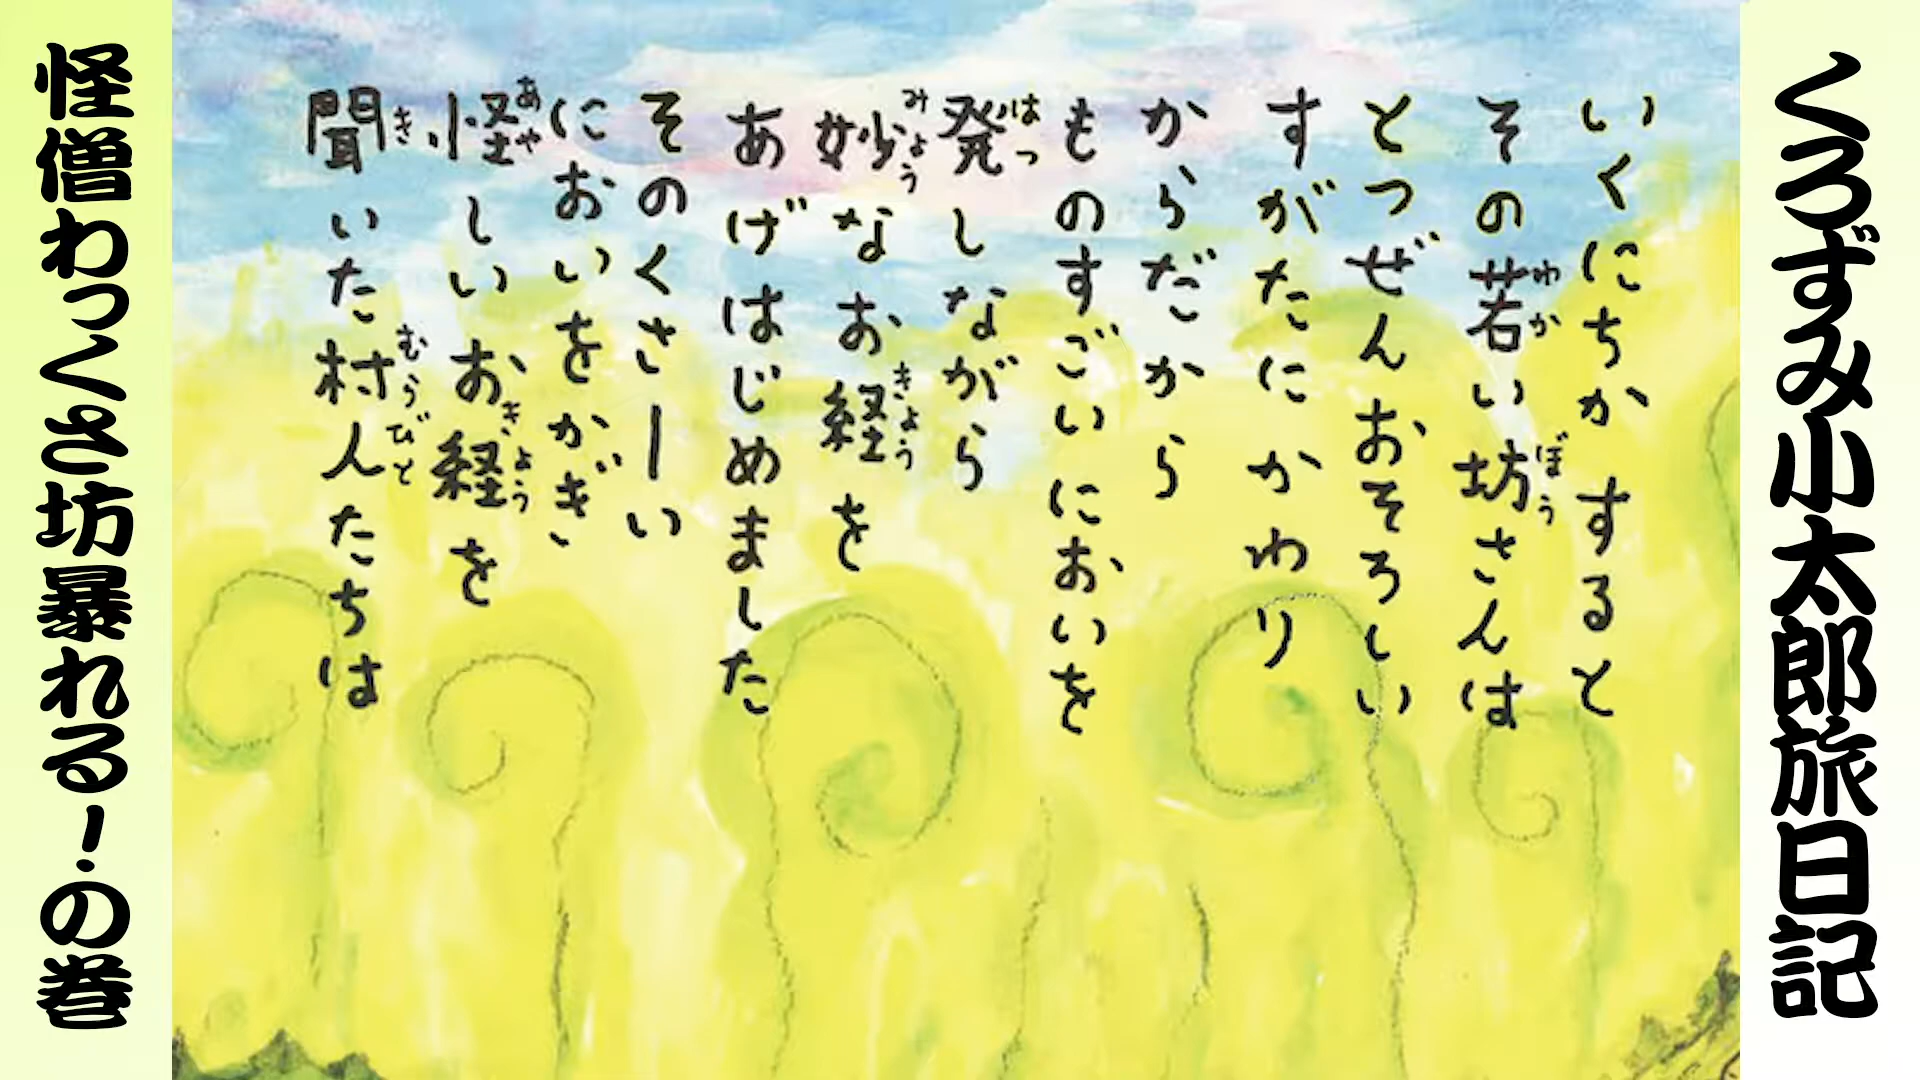 くろずみ小太郎旅日記
いくにちかすると
その若い坊さんは
とつぜんおそろしい
すがたにかわり
からだから
ものすごいにおいを
発しながら
妙なお経を
あげはじめました
そのくさーい
においをかぎ、
怪しいお経を
聞いた村人たちは
怪僧わっくさ坊暴れる！の巻